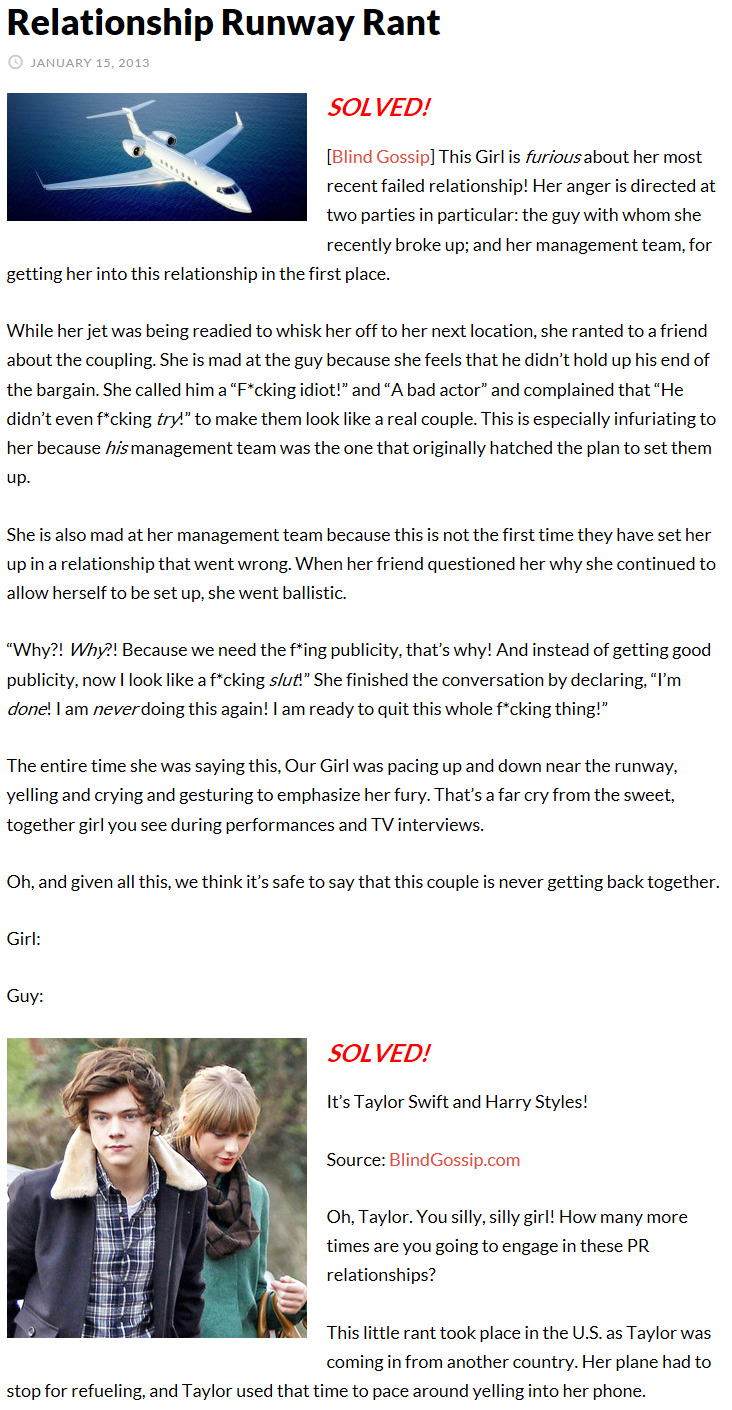 Relationship Runway Rant
JANUARY 15, 2013
SOLVED!
[Blind Gossip] This Girl is furious about her most
recent failed relationship! Her anger is directed at
two parties in particular: the guy with whom she
recently broke up; and her management team, for
getting her into this relationship in the first place.
While her jet was being readied to whisk her off to her next location, she ranted to a friend
about the coupling. She is mad at the guy because she feels that he didn’t hold up his end of
the bargain. She called him a “F*cking idiot!” and “A bad actor” and complained that “He
didn’t even f*cking try!” to make them look like a real couple. This is especially infuriating to
her because his management team was the one that originally hatched the plan to set them
up.
She is also mad at her management team because this is not the first time they have set her
up in a relationship that went wrong. When her friend questioned her why she continued to
allow herself to be set up, she went ballistic.
“Why?! Why?! Because we need the f*ing publicity, that’s why! And instead of getting good
publicity, now I look like a f*cking slut!” She finished the conversation by declaring, “I’m
done! I am never doing this again! I am ready to quit this whole f*cking thing!”
The entire time she was saying this, Our Girl was pacing up and down near the runway,
yelling and crying and gesturing to emphasize her fury. That’s a far cry from the sweet,
together girl you see during performances and TV interviews.
Oh, and given all this, we think it’s safe to say that this couple is never getting back together.
Girl:
Guy:
SOLVED!
It’s Taylor Swift and Harry Styles!
Source: BlindGossip.com
Oh, Taylor. You silly, silly girl! How many more
times are you going to engage in these PR
relationships?
This little rant took place in the U.S. as Taylor was
coming in from another country. Her plane had to
stop for refueling, and Taylor used that time to pace around yelling into her phone.